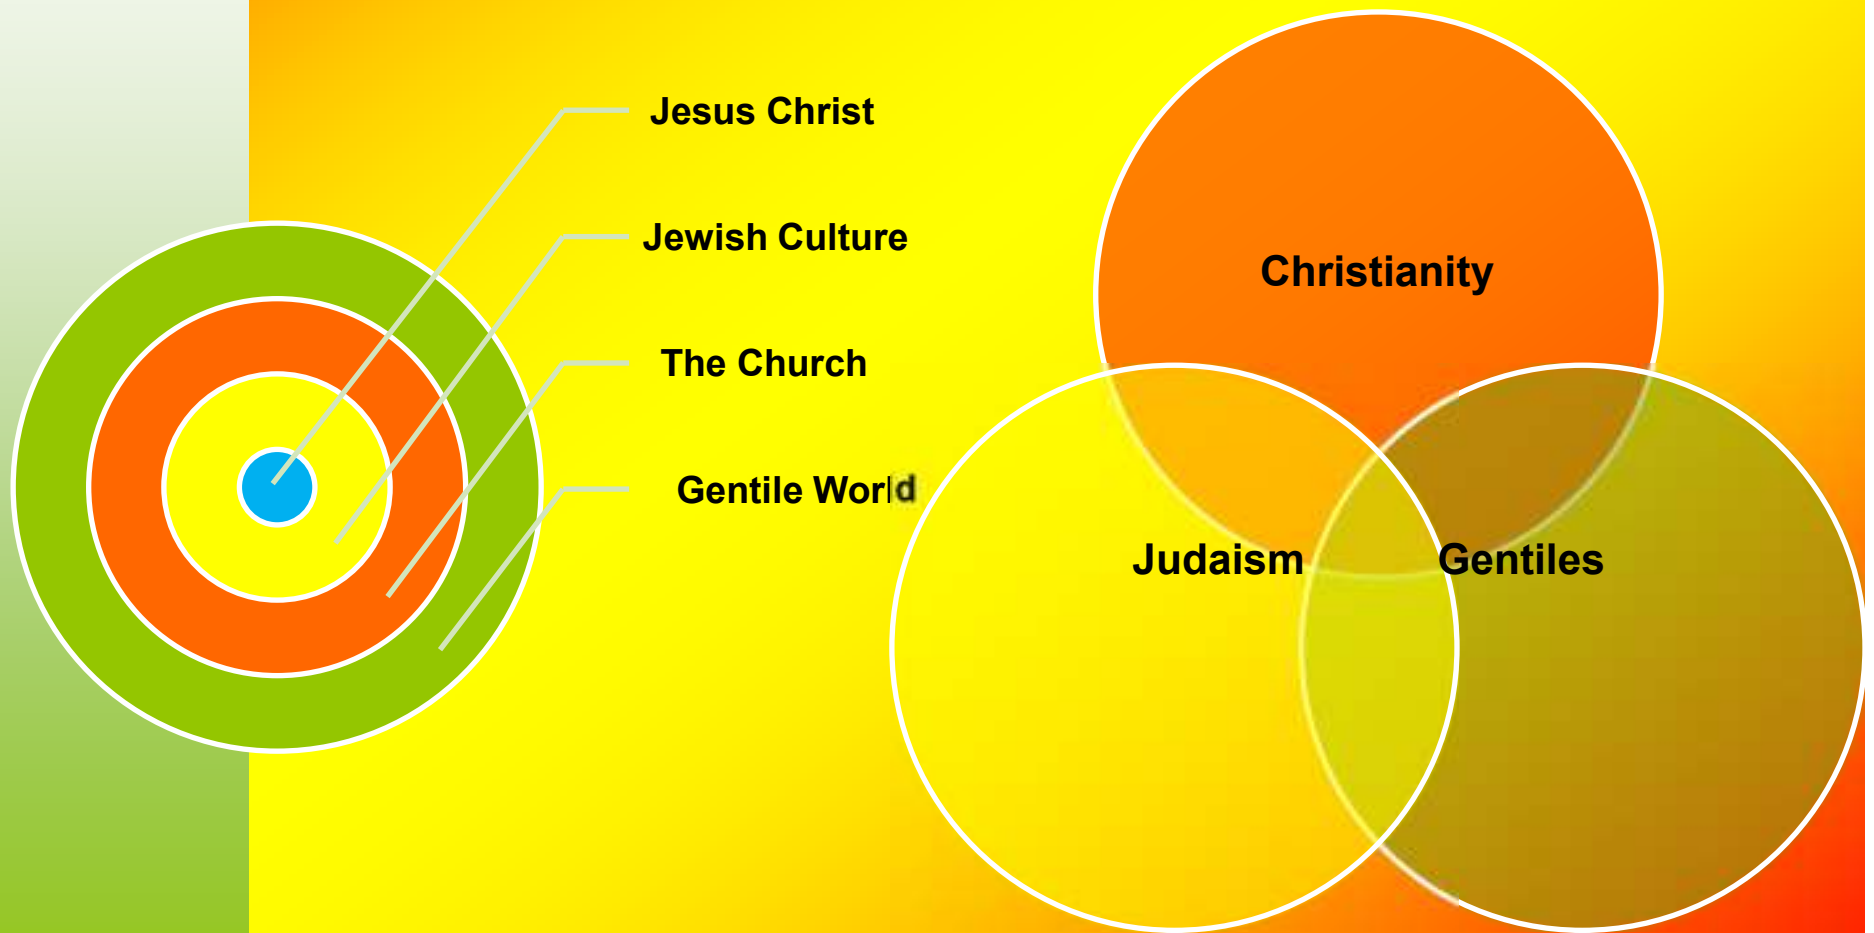 Jesus Christ
Jewish Culture
The Church
Gentile World
Christianity
Judaism
Gentiles